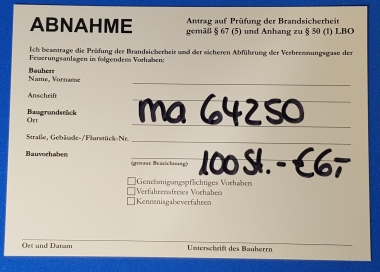 ABNAHME
Antrag auf Prüfung der Brandsicherheit
gemäß § 67 (5) und Anhang zu § 50 (1) LBO
Ich beantrage die Prüfung der Brandsicherheit und der sicheren Abführung der Verbrennungsgase der
Feuerungsanlagen in folgendem Vorhaben:
Bauherr
Name, Vorname
Anschrift
ma 64250
Baugrundstück
Ort
Straße, Gebäude-/Flurstück-Nr.
Bauvorhaben
(genaue Bezeichnung)
100 St. - €6,-
Genehmigungspflichtiges Vorhaben
Verfahrensfreies Vorhaben
Kenntnisgabeverfahren
Ort und Datum
Unterschrift des Bauherrn